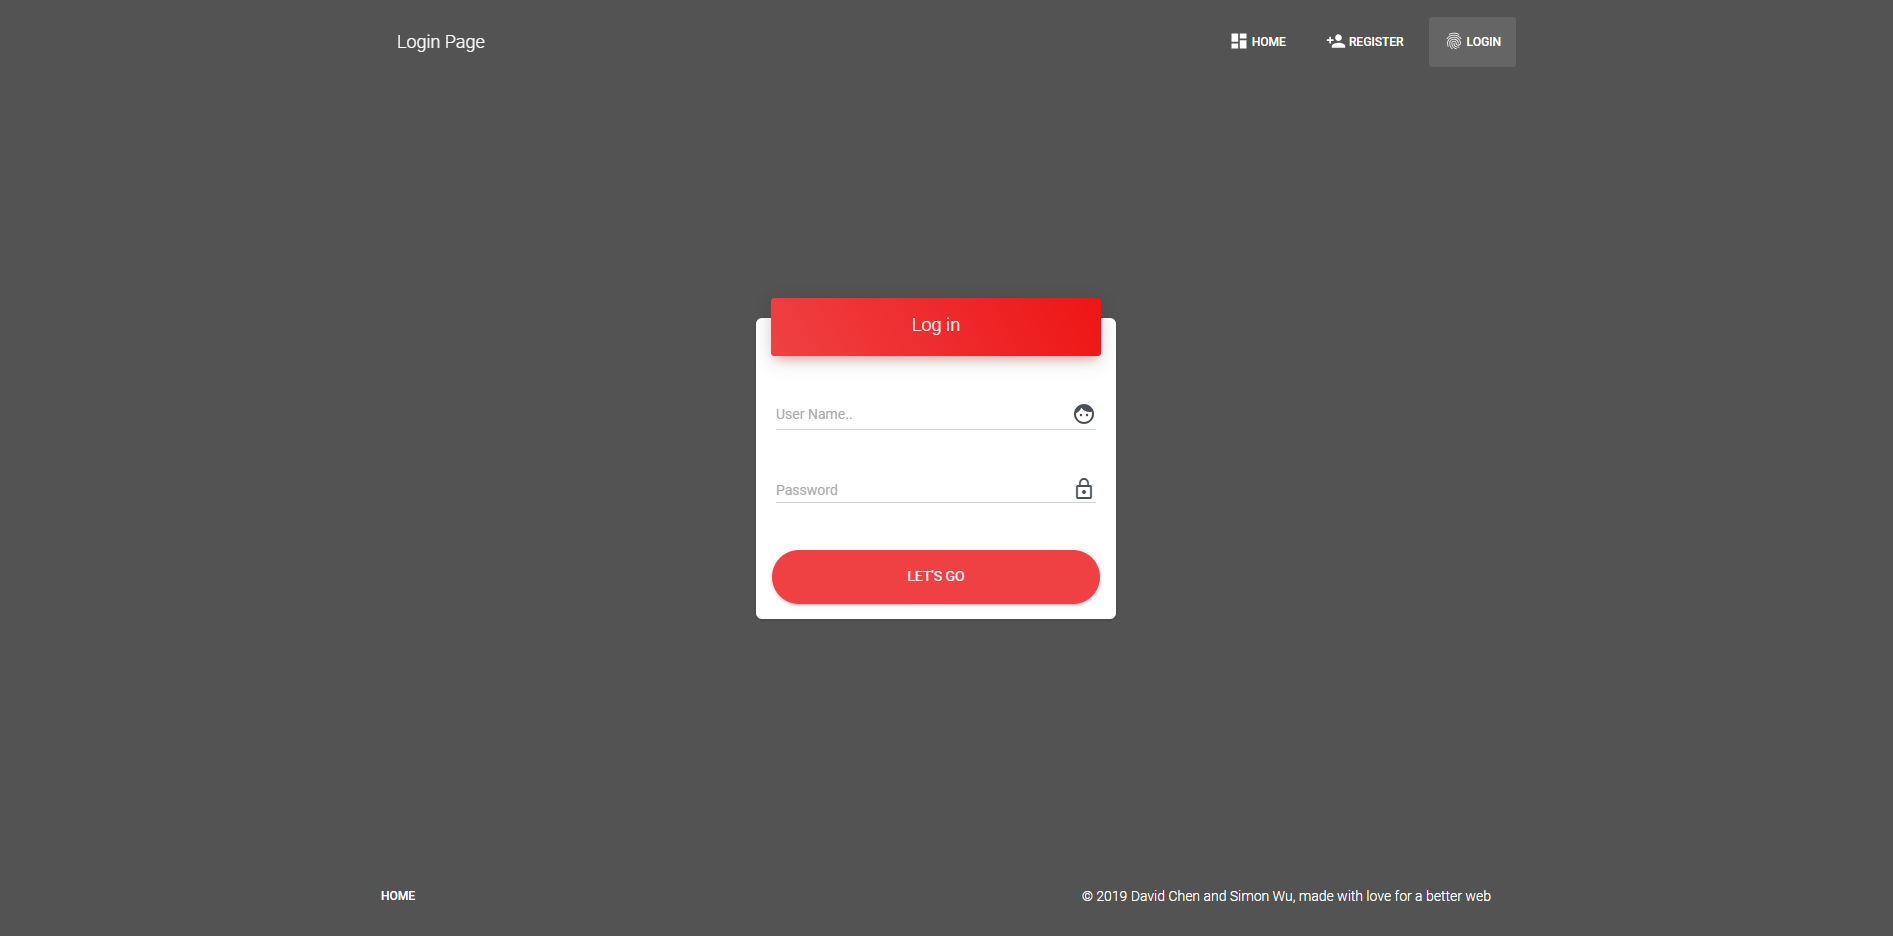 Login Page
HOME
REGISTER
LOGIN
Log in
User Name..
Password
LET'S GO
HOME
© 2019 David Chen and Simon Wu, made with love for a better web